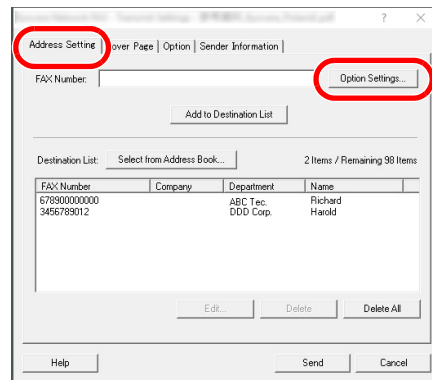 ? ×
Address Setting Cover Page Option Sender Information
FAX Number: Option Settings...
Add to Destination List
Destination List: Select from Address Book... 2 Items / Remaining 98 Items
FAX Number Company Department Name
678900000000 ABC Tec. Richard
3456789012 DDD Corp. Harold
Edit... Delete Delete All
Help Send Cancel